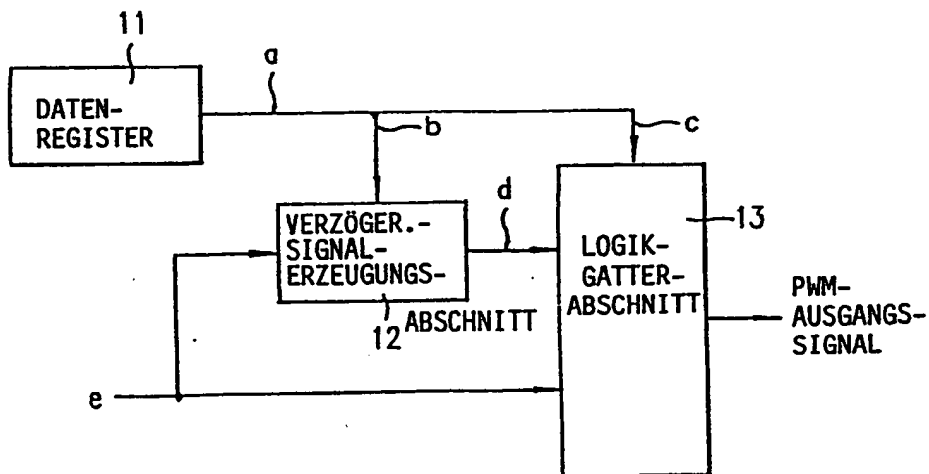 11
a
DATEN-
REGISTER
b
c
VERZÖGER.-
SIGNAL-
ERZEUGUNGS-
ABSCHNITT
12
d
13
LOGIK-
GATTER-
ABSCHNITT
PWM-
AUSGANGS-
SIGNAL
e